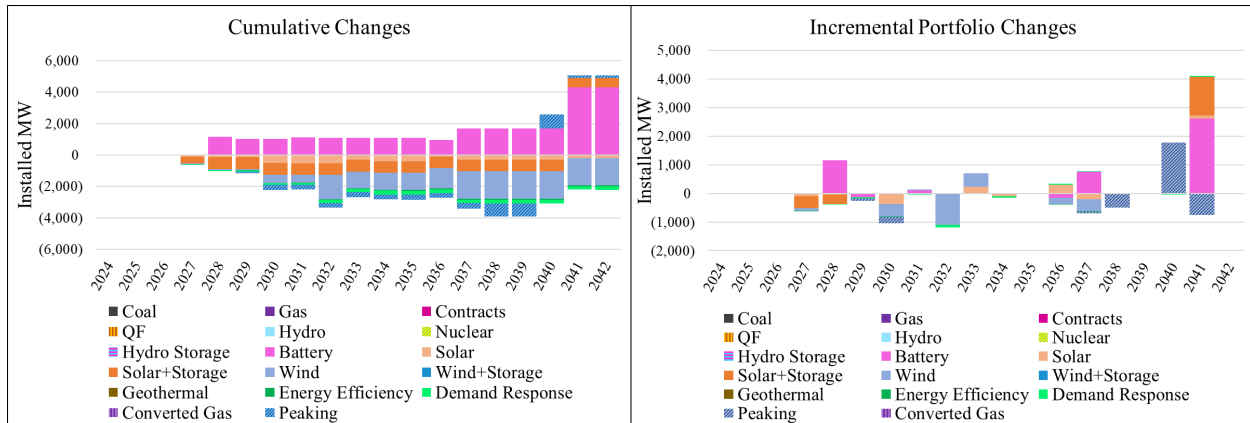 Cumulative Changes
Installed MW
6,000
4,000
2,000
0
(2,000)
(4,000)
(6,000)
2024 2025 2026 2027 2028 2029 2030 2031 2032 2033 2034 2035 2036 2037 2038 2039 2040 2041 2042
Coal Gas Contracts
QF Hydro Nuclear
Hydro Storage Battery Solar
Solar+Storage Wind Wind+Storage
Geothermal Energy Efficiency Demand Response
Converted Gas Peaking
Incremental Portfolio Changes
Installed MW
5,000
4,000
3,000
2,000
1,000
0
(1,000)
(2,000)
2024 2025 2026 2027 2028 2029 2030 2031 2032 2033 2034 2035 2036 2037 2038 2039 2040 2041 2042
Coal Gas Contracts
QF Hydro Nuclear
Hydro Storage Battery Solar
Solar+Storage Wind Wind+Storage
Geothermal Energy Efficiency Demand Response
Peaking Converted Gas